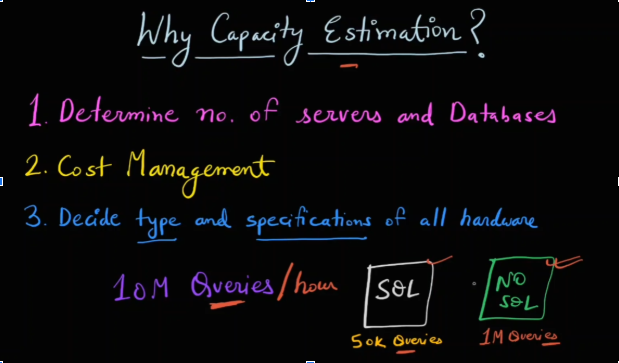 Why Capacity Estimation?
1. Determine no. of servers and Databases
2. Cost Management
3. Decide type and specifications of all hardware
10M Queries/hour
SQL
NO
SQL
50K Queries
1M Queries